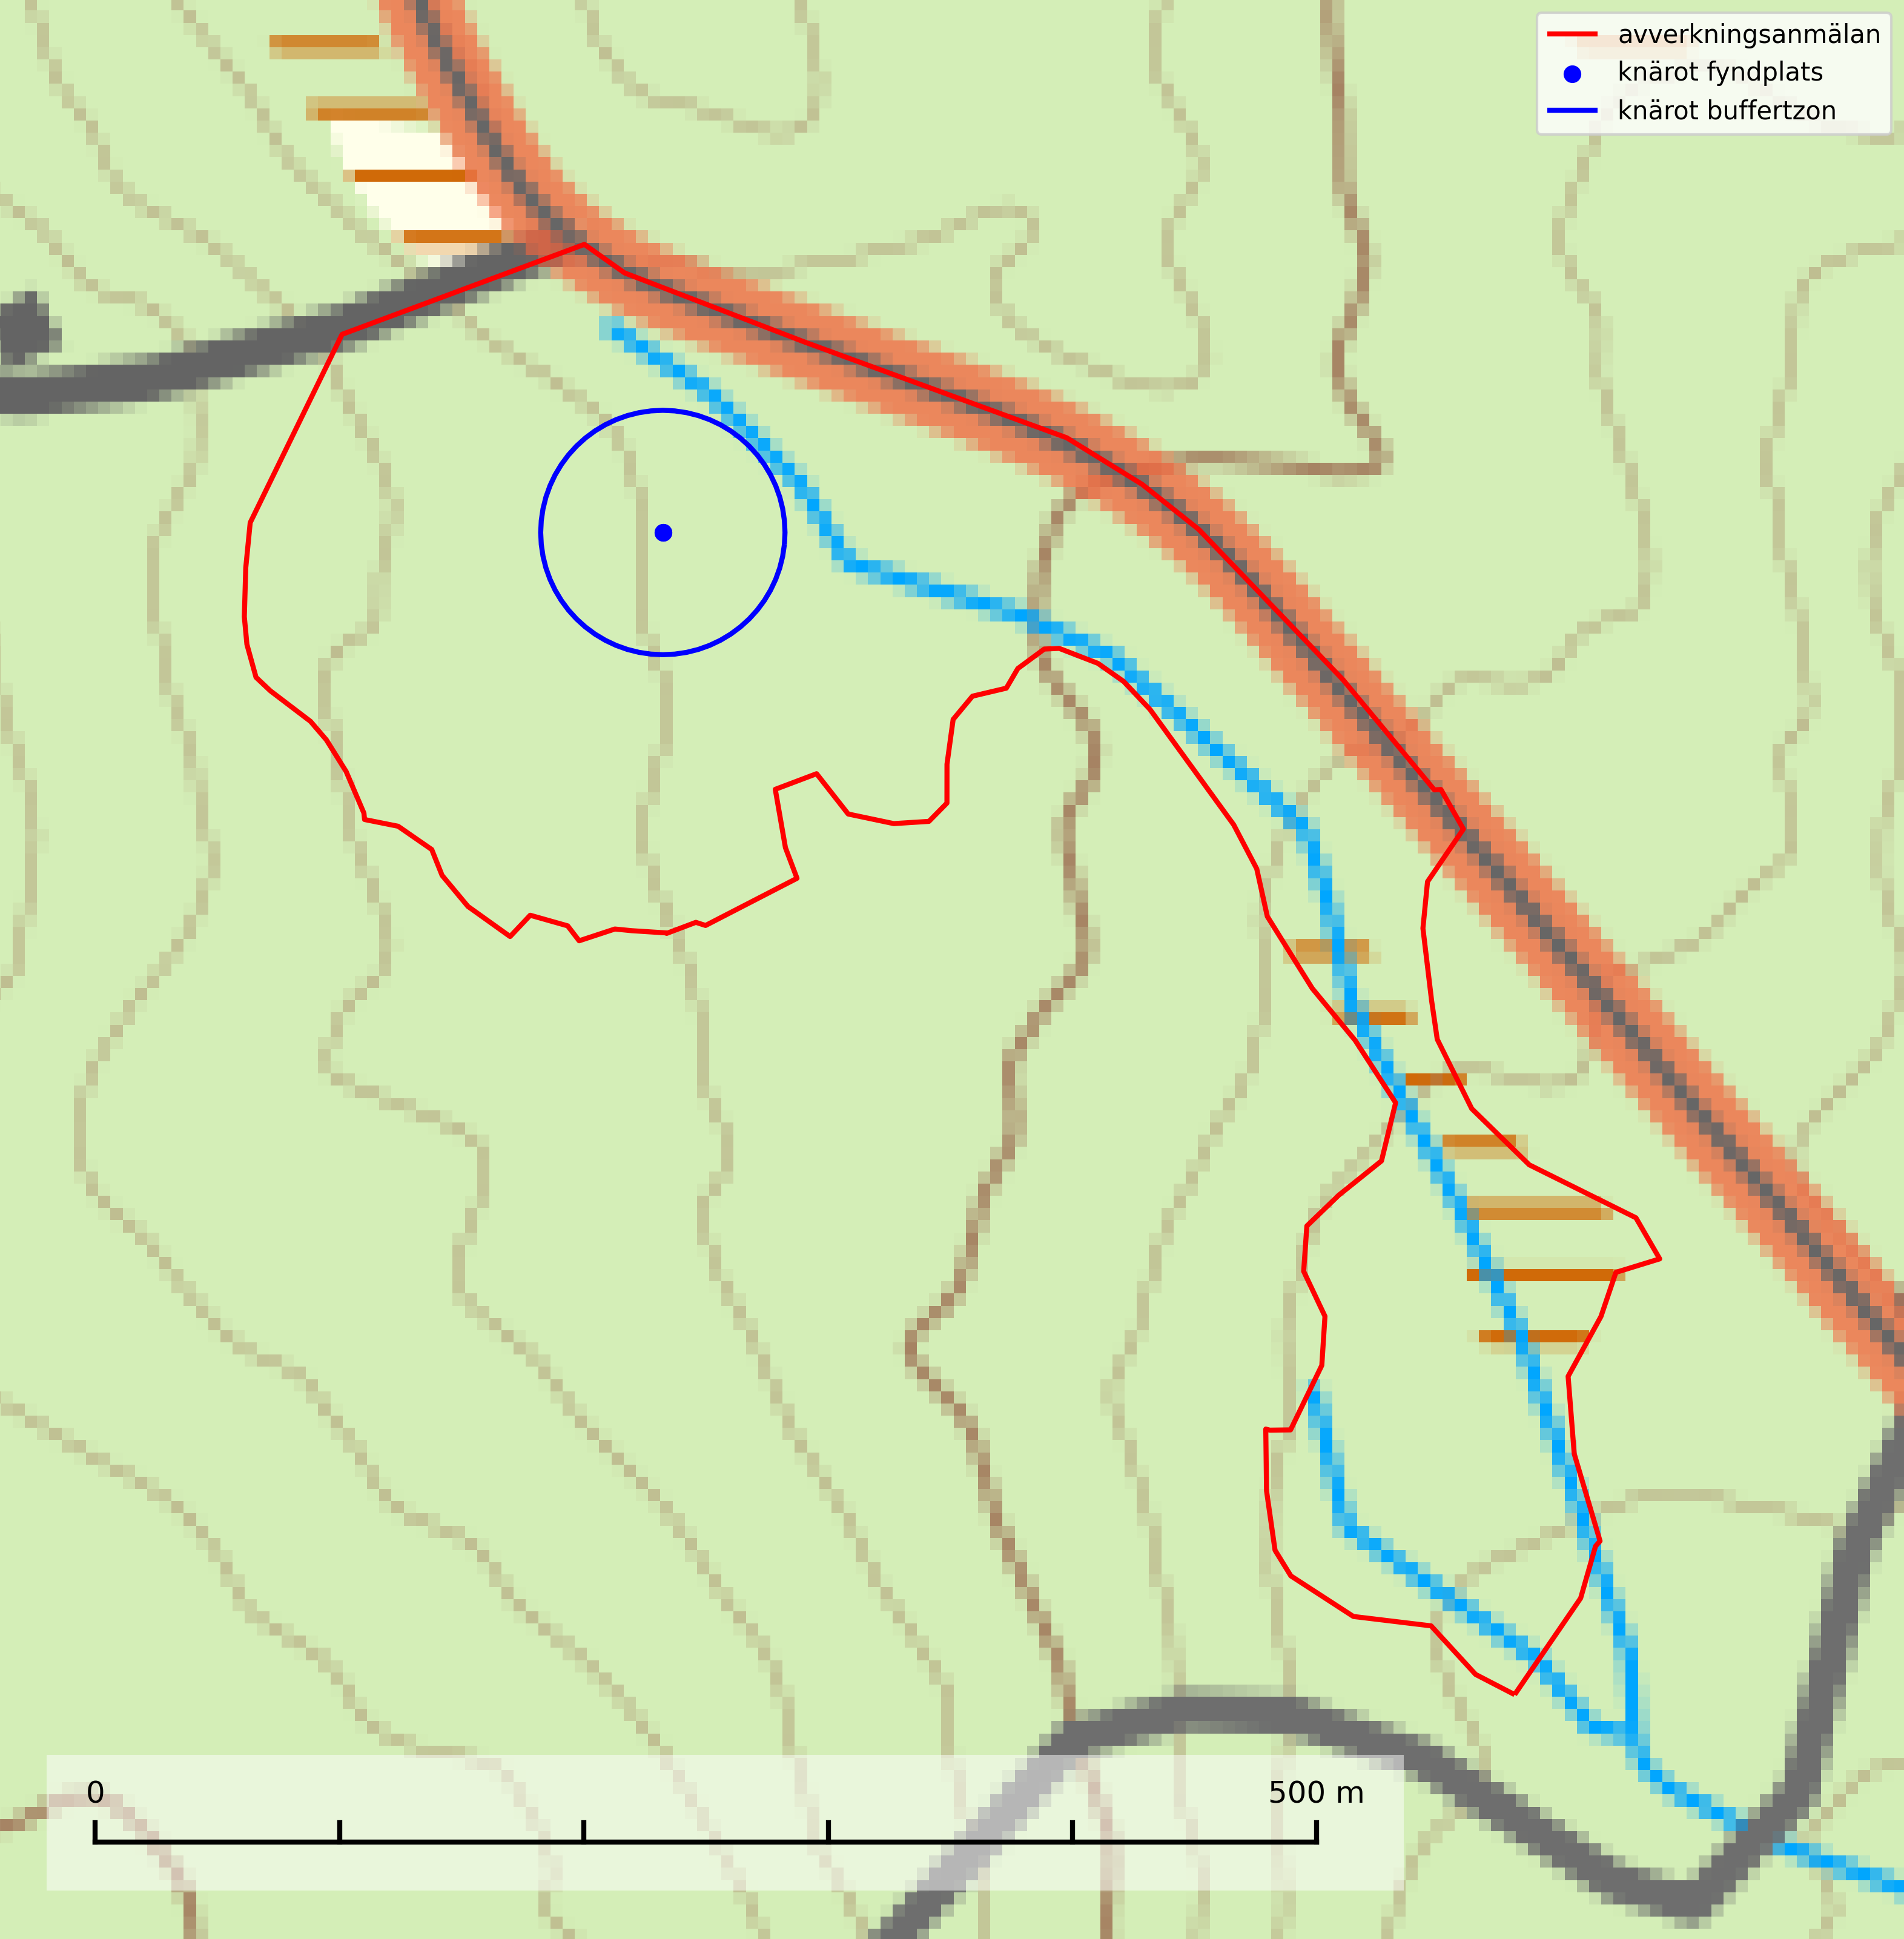 avverkningsanmälan
knärot fyndplats
knärot buffertzon
0
500 m